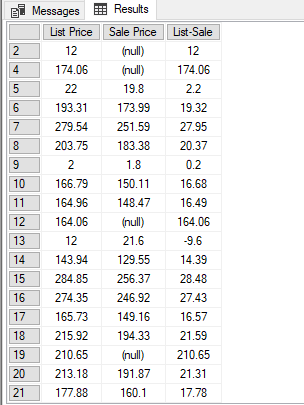 Messages Results
List Price Sale Price List-Sale
2 12 (null) 12
4 174.06 (null) 174.06
5 22 19.8 2.2
6 193.31 173.99 19.32
7 279.54 251.59 27.95
8 203.75 183.38 20.37
9 2 1.8 0.2
10 166.79 150.11 16.68
11 164.96 148.47 16.49
12 164.06 (null) 164.06
13 12 21.6 -9.6
14 143.94 129.55 14.39
15 284.85 256.37 28.48
16 274.35 246.92 27.43
17 165.73 149.16 16.57
18 215.92 194.33 21.59
19 210.65 (null) 210.65
20 213.18 191.87 21.31
21 177.88 160.1 17.78